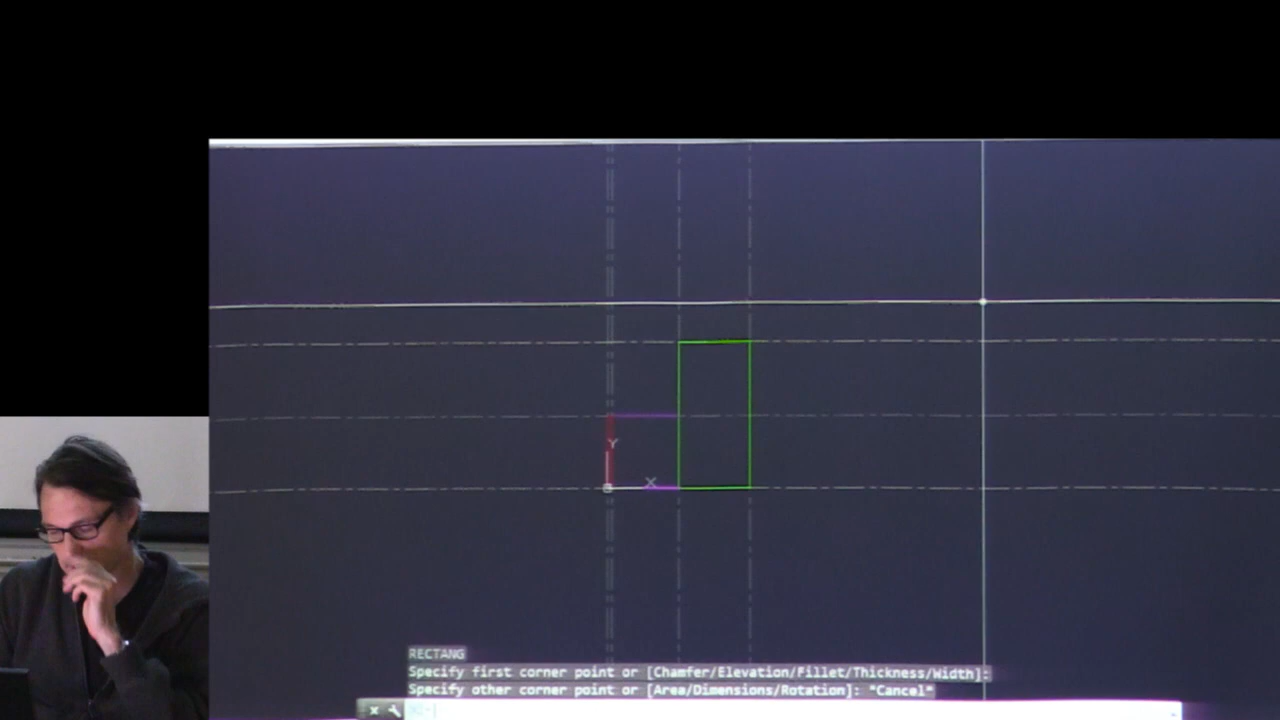 Y
X
RECTANG
Specify first corner point or [Chamfer/Elevation/Fillet/Thickness/Width]:
Specify other corner point or [Area/Dimensions/Rotation]: *Cancel*